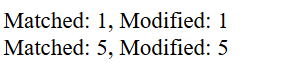 Matched: 1, Modified: 1
Matched: 5, Modified: 5